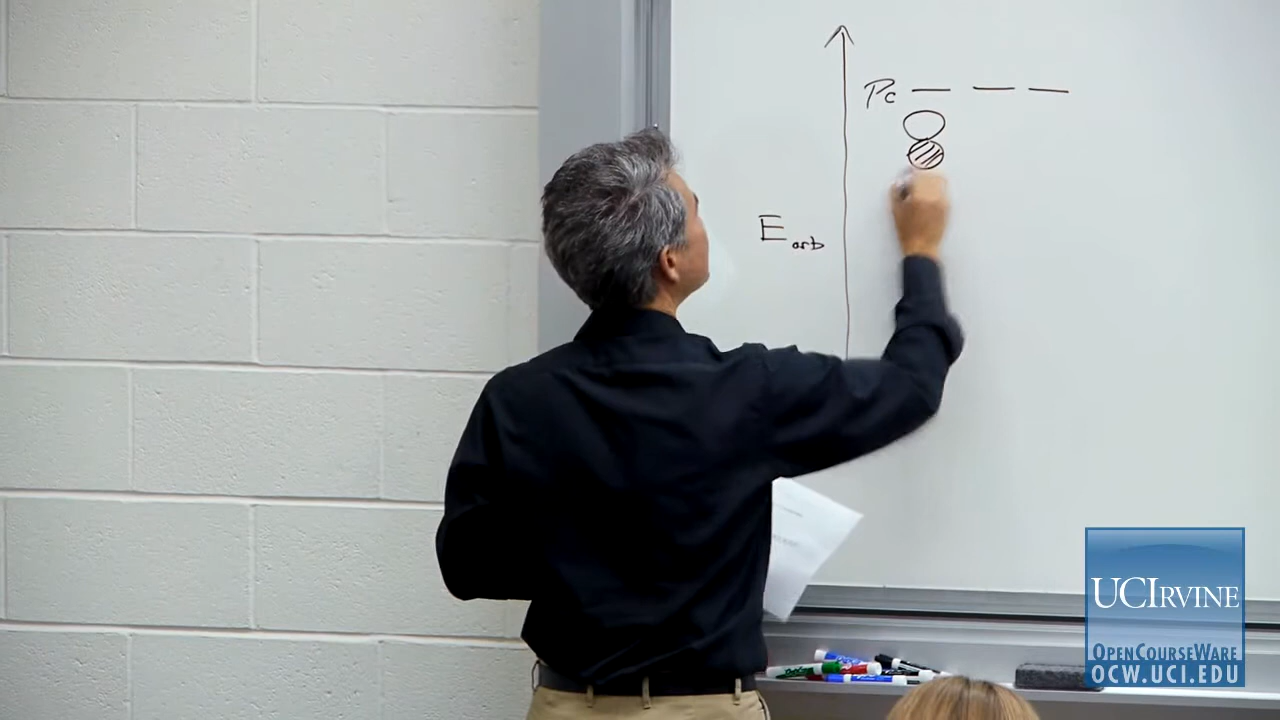 Pc — — —
E orb
UCIRVINE
OPENCOURSEWARE
OCW.UCI.EDU